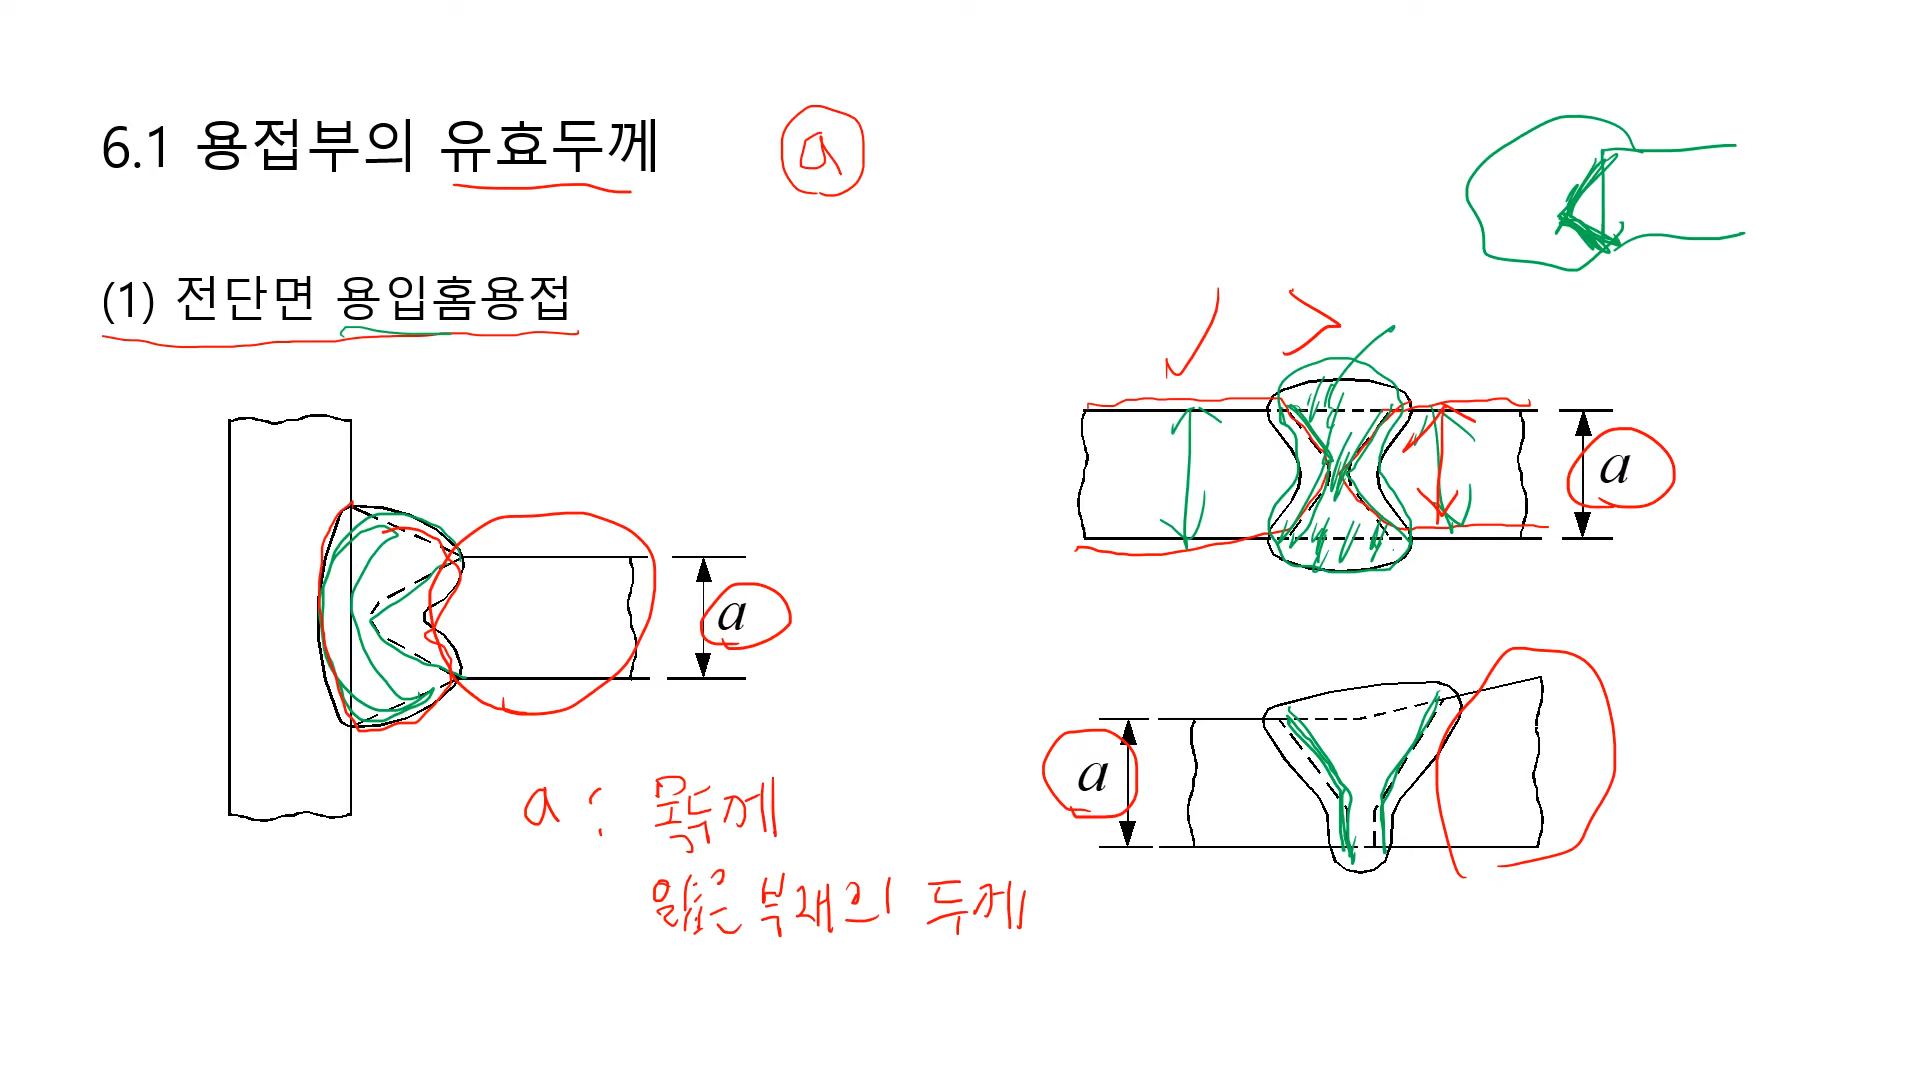 6.1 용접부의 유효두께
a
(1) 전단면 용입홈용접
a
a
a
a : 목두께
얇은 부재의 두께